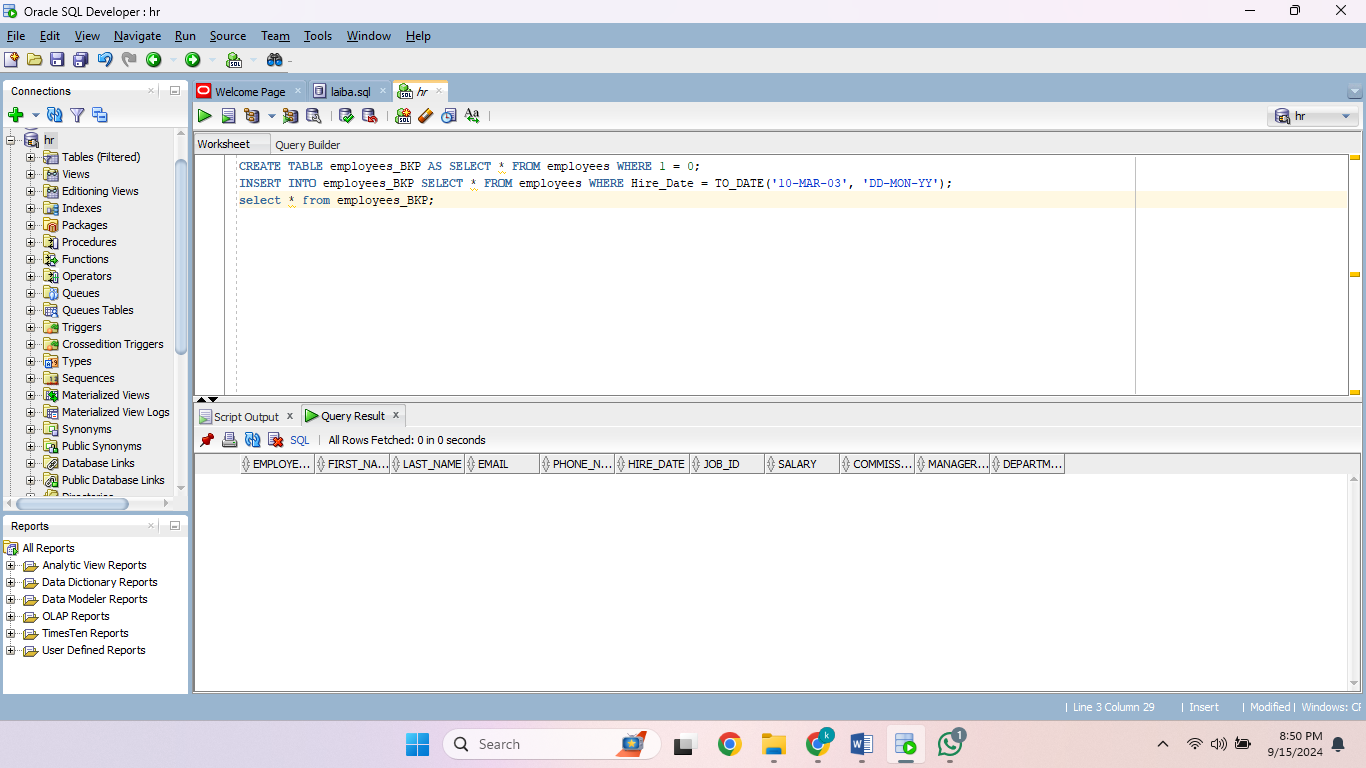 Oracle SQL Developer : hr
File Edit View Navigate Run Source Team Tools Window Help
Connections
hr
Tables (Filtered)
Views
Editioning Views
Indexes
Packages
Procedures
Functions
Operators
Queues
Queues Tables
Triggers
Crossedition Triggers
Types
Sequences
Materialized Views
Materialized View Logs
Synonyms
Public Synonyms
Database Links
Public Database Links
Reports
All Reports
Analytic View Reports
Data Dictionary Reports
Data Modeler Reports
OLAP Reports
TimesTen Reports
User Defined Reports
Welcome Page laiba.sql hr
hr
Worksheet Query Builder
CREATE TABLE employees_BKP AS SELECT * FROM employees WHERE 1 = 0;
INSERT INTO employees_BKP SELECT * FROM employees WHERE Hire_Date = TO_DATE('10-MAR-03', 'DD-MON-YY');
select * from employees_BKP;
Script Output Query Result
SQL | All Rows Fetched: 0 in 0 seconds
EMPLOYE... FIRST_NA... LAST_NAME EMAIL PHONE_N... HIRE_DATE JOB_ID SALARY COMMISS... MANAGER... DEPARTM...
| Line 3 Column 29 | Insert | Modified | Windows: CF
Search
k
1
8:50 PM
9/15/2024